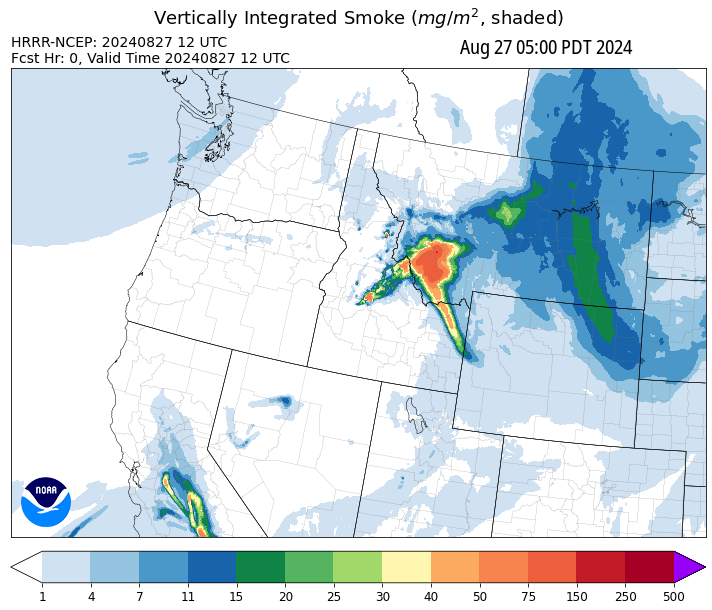 Vertically Integrated Smoke (mg/m², shaded)
HRRR-NCEP: 20240827 12 UTC
Fcst Hr: 0, Valid Time 20240827 12 UTC
Aug 27 05:00 PDT 2024
NOAA
1 4 7 11 15 20 25 30 40 50 75 150 250 500